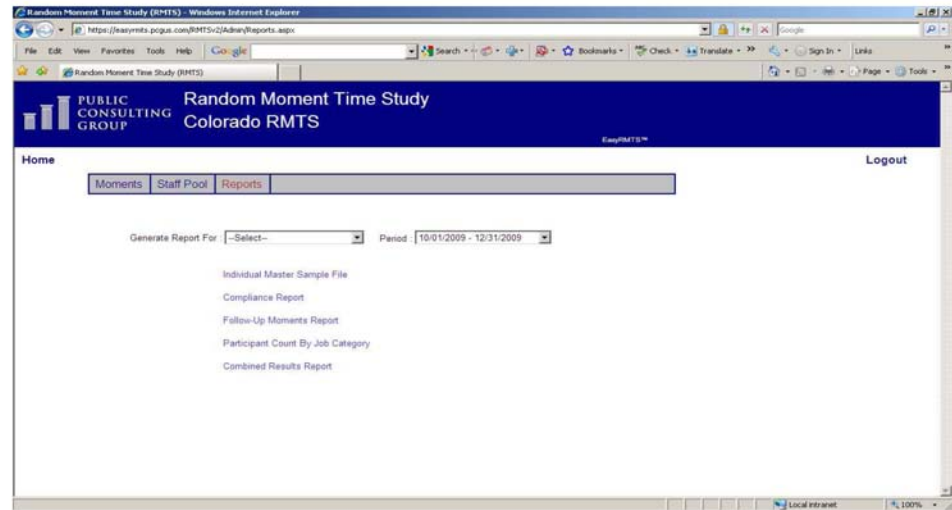 Random Moment Time Study (RMTS) - Windows Internet Explorer
https://easyrmts.pcgus.com/RMTSv2/Admin/Reports.aspx
Google
File Edit View Favorites Tools Help Google Search Bookmarks Check Translate Sign In Links
Random Moment Time Study (RMTS)
Page Tools
PUBLIC CONSULTING GROUP
Random Moment Time Study
Colorado RMTS
EasyRMTS™
Home Logout
Moments Staff Pool Reports
Generate Report For : --Select-- Period : 10/01/2009 - 12/31/2009
Individual Master Sample File
Compliance Report
Follow-Up Moments Report
Participant Count By Job Category
Combined Results Report
Local intranet 100%